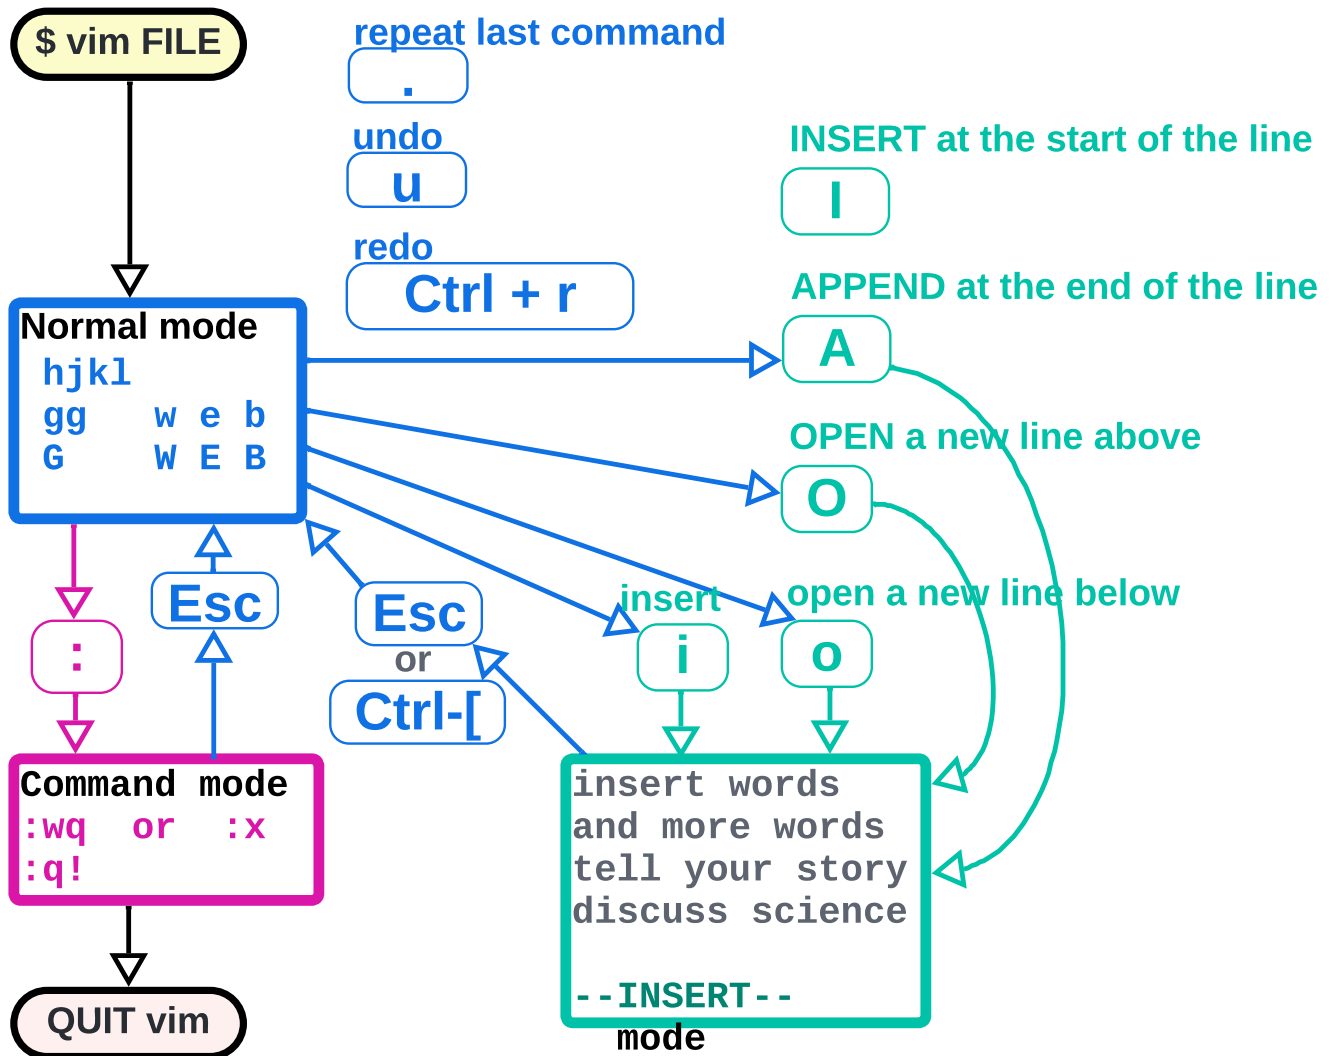 $ vim FILE
repeat last command
.
undo
u
redo
Ctrl + r
INSERT at the start of the line
I
APPEND at the end of the line
A
OPEN a new line above
O
Normal mode
hjkl
gg w e b
G W E B
Esc
:
Esc
or
Ctrl-[
insert
i
open a new line below
o
Command mode
:wq or :x
:q!
QUIT vim
insert words
and more words
tell your story
discuss science
--INSERT--
mode